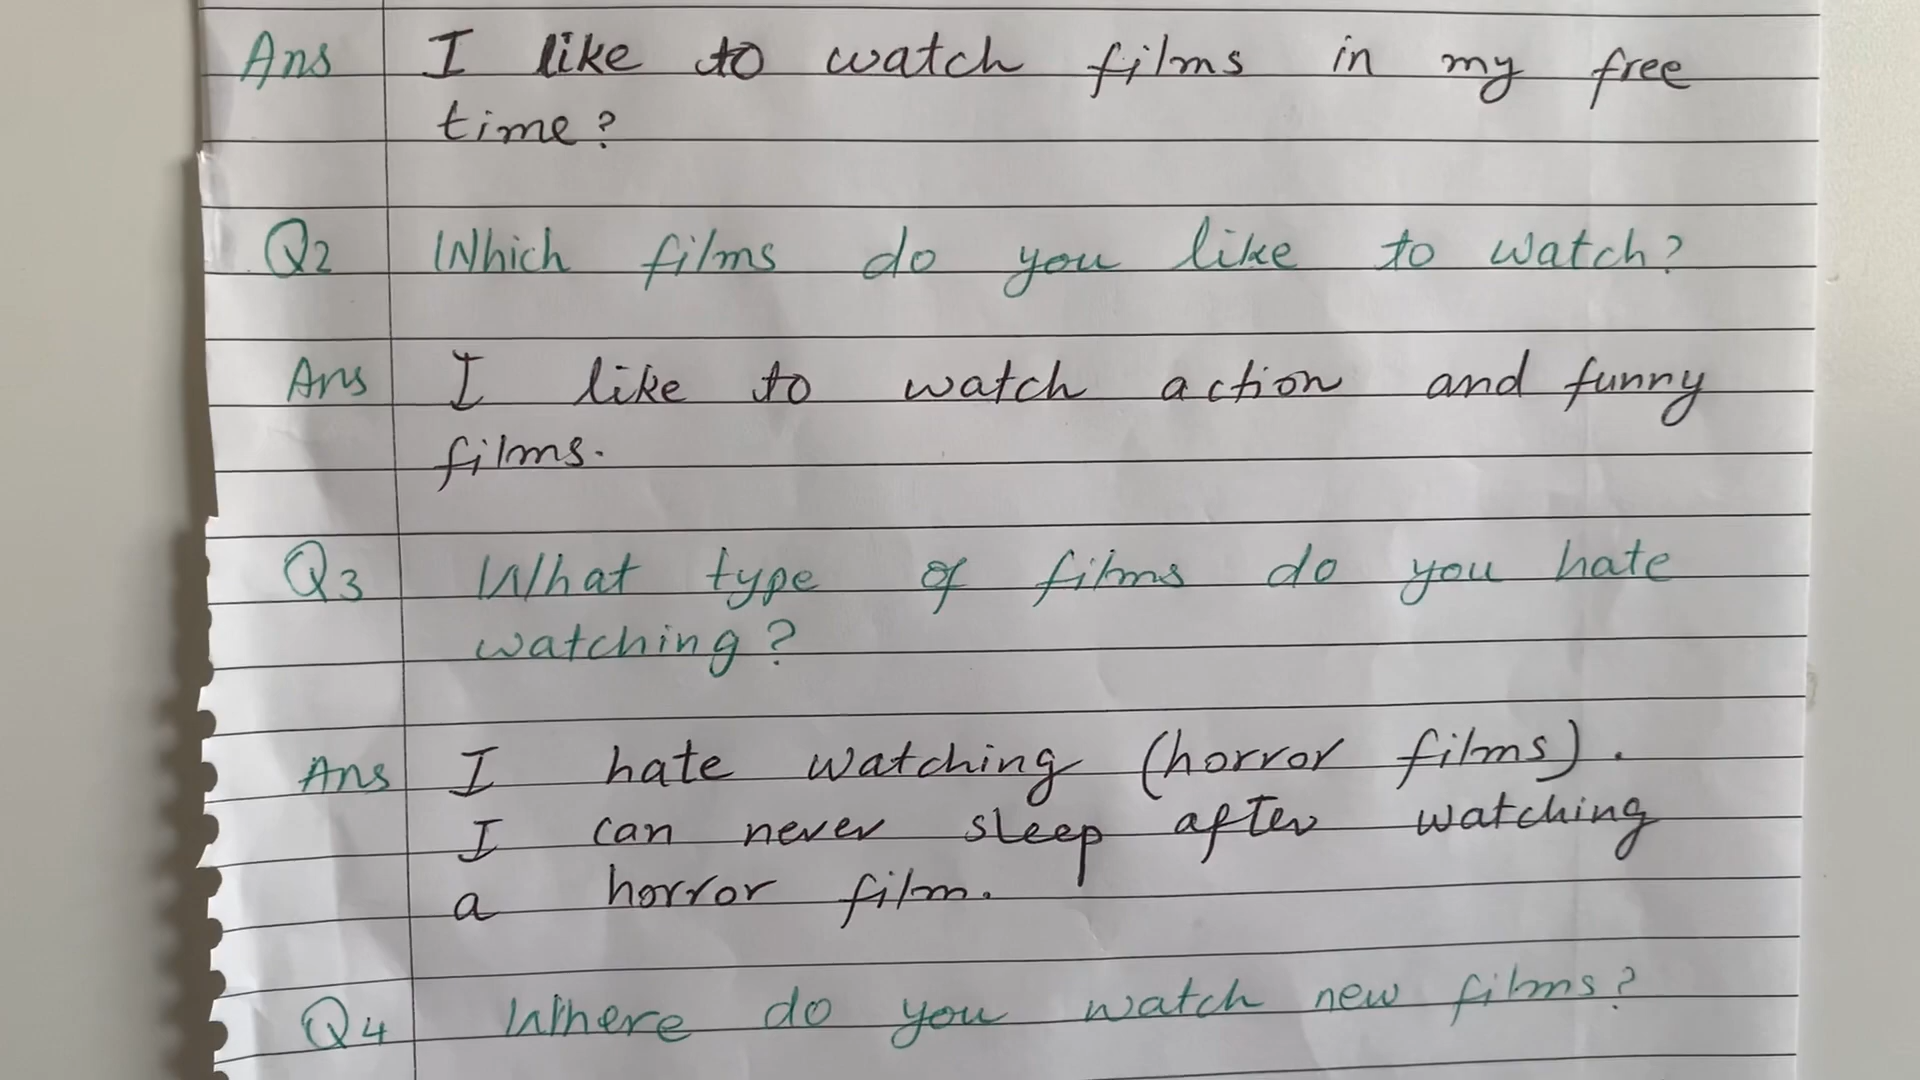 Ans I like to watch films in my free
time?
Q2 Which films do you like to watch?
Ans I like to watch action and funny
films.
Q3 What type of films do you hate
watching?
Ans I hate watching (horror films).
I can never sleep after watching
a horror film.
Q4 Where do you watch new films?